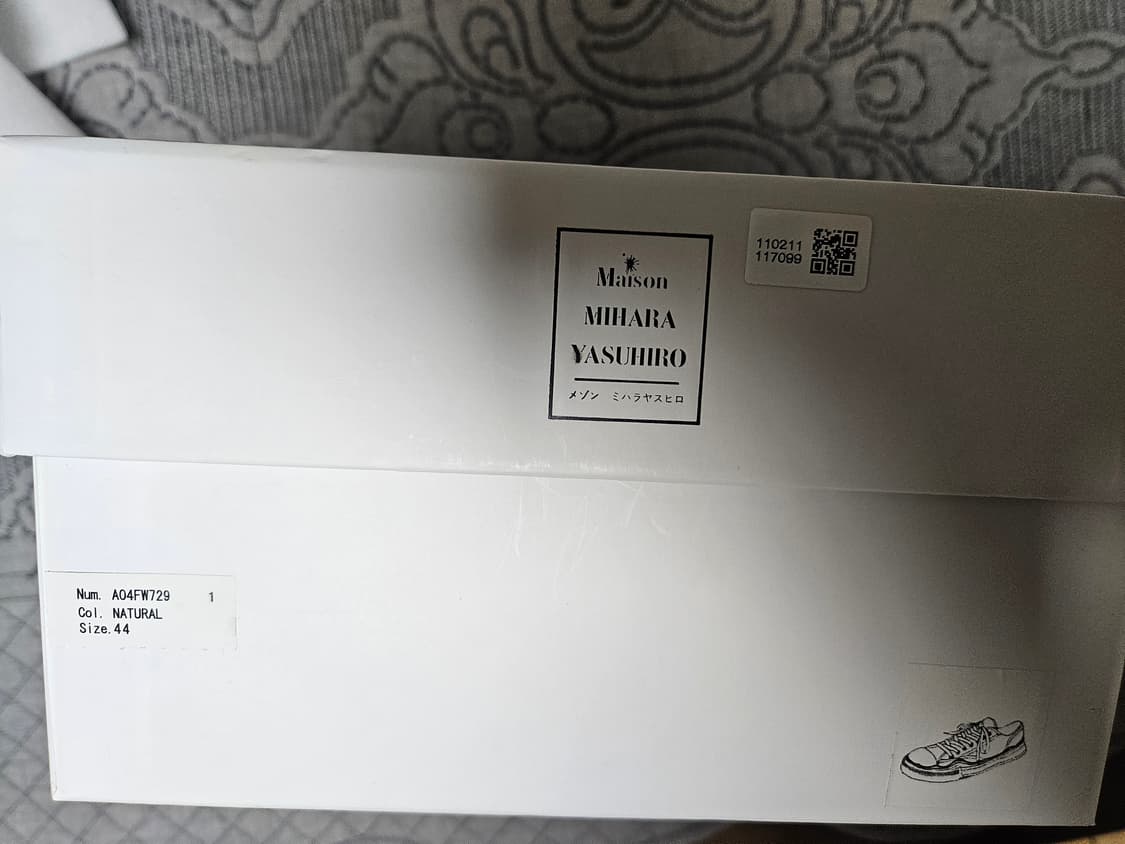 Maison
MIHARA
YASUHIRO
メゾン ミハラヤスヒロ
110211
117099
Num. A04FW729 1
Col. NATURAL
Size.44